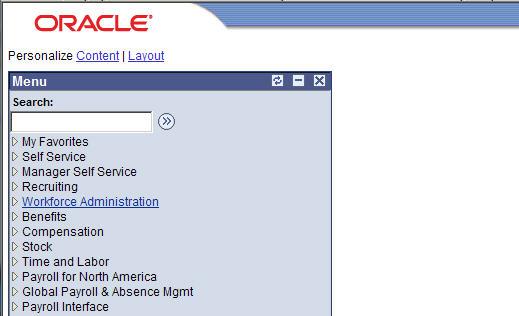 ORACLE
Personalize Content | Layout
Menu
Search:
My Favorites
Self Service
Manager Self Service
Recruiting
Workforce Administration
Benefits
Compensation
Stock
Time and Labor
Payroll for North America
Global Payroll & Absence Mgmt
Payroll Interface